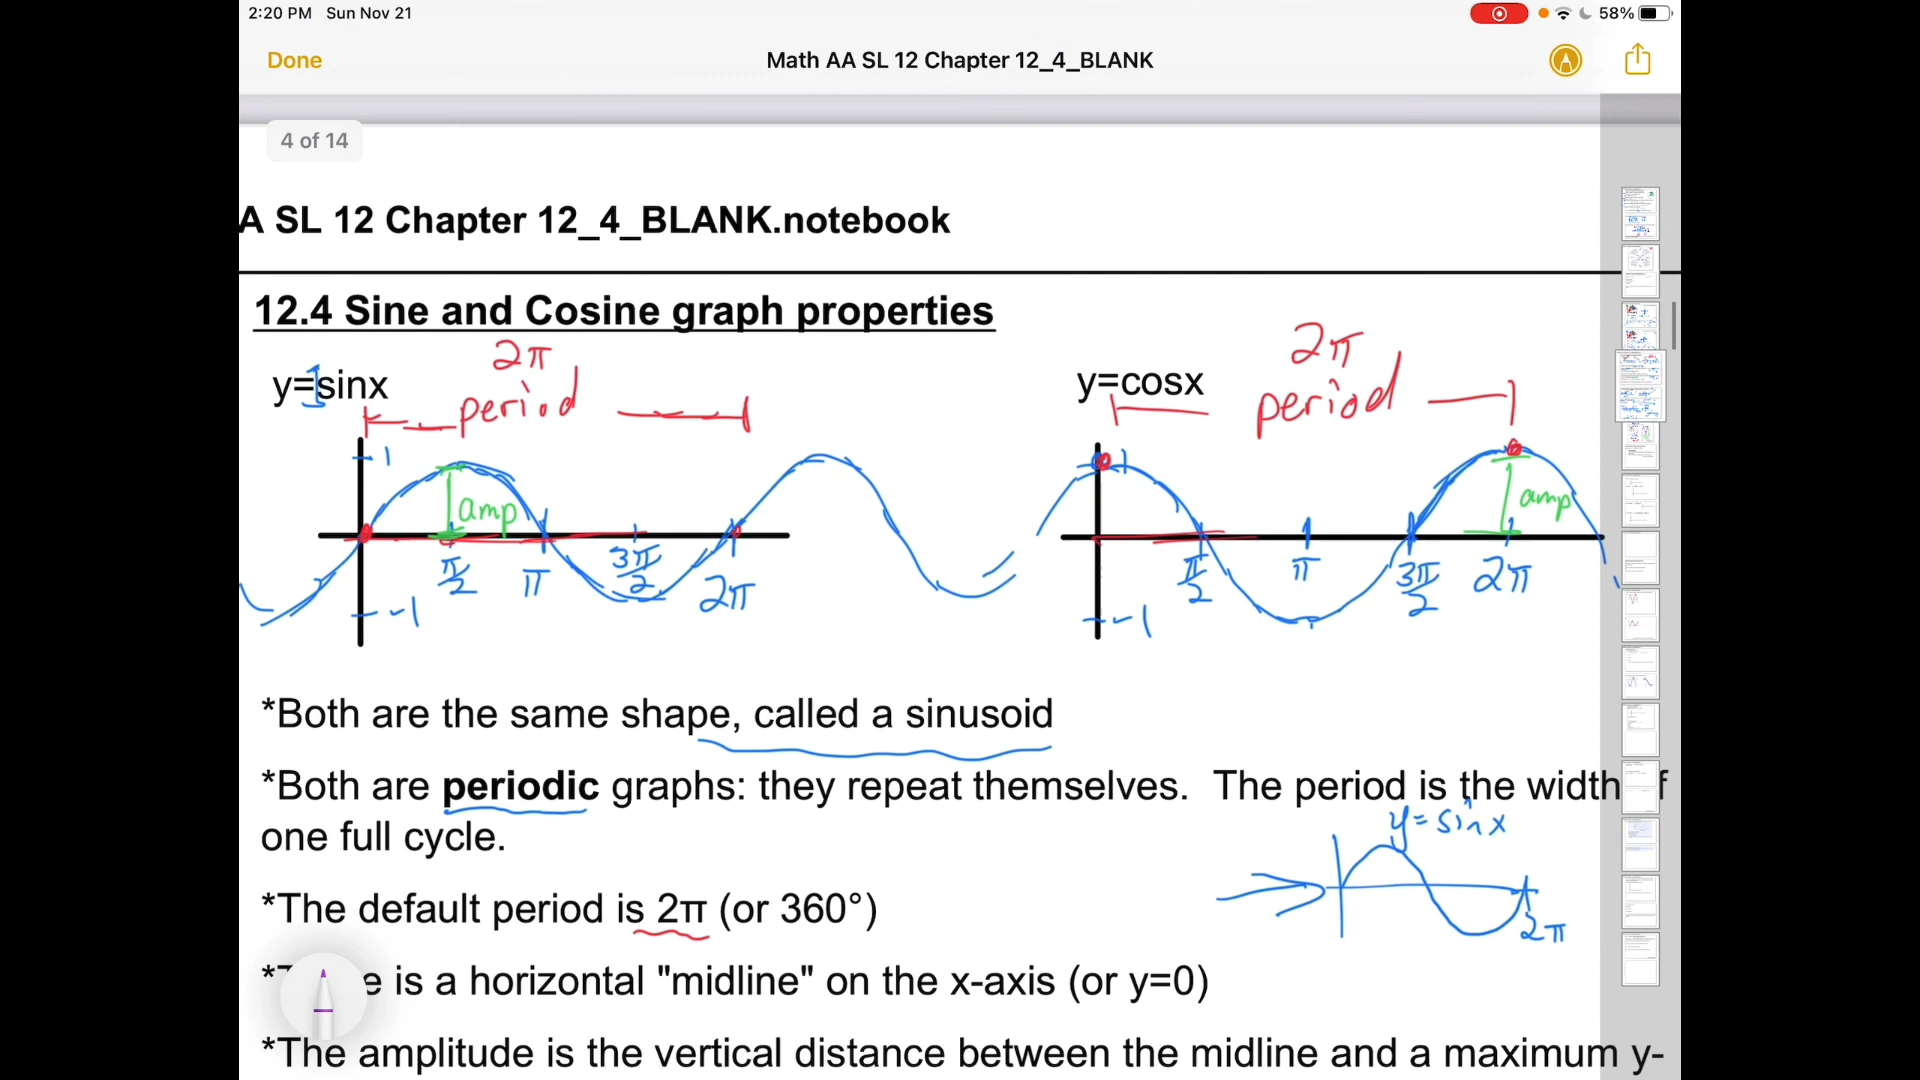 2:20 PM Sun Nov 21
58%
Done
Math AA SL 12 Chapter 12_4_BLANK
4 of 14
A SL 12 Chapter 12_4_BLANK.notebook
12.4 Sine and Cosine graph properties
2π
period
y=1sinx
1
amp
π/2
π
3π/2
2π
-1
2π
period
y=cosx
1
amp
π/2
π
3π/2
2π
-1
*Both are the same shape, called a sinusoid
*Both are periodic graphs: they repeat themselves. The period is the width f
one full cycle.
y=sinx
2π
*The default period is 2π (or 360°)
e is a horizontal "midline" on the x-axis (or y=0)
*The amplitude is the vertical distance between the midline and a maximum y-